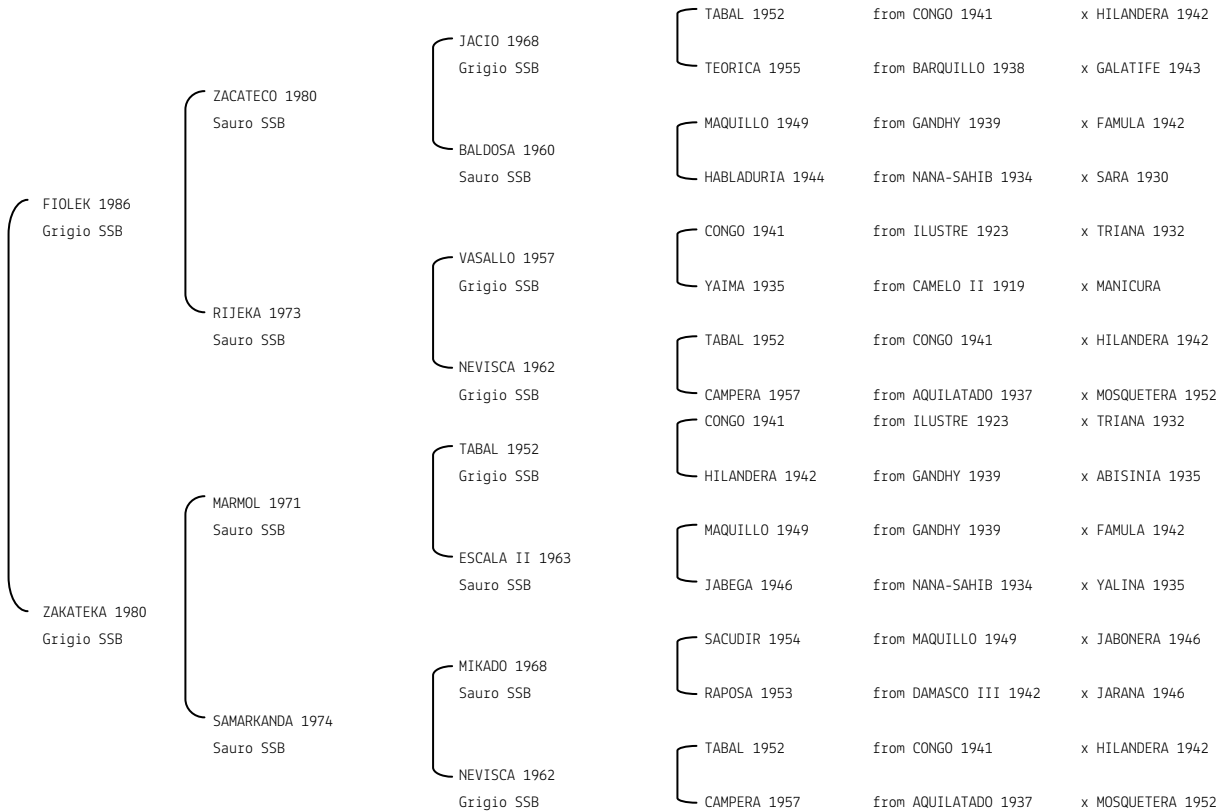 TABAL 1952 from CONGO 1941 x HILANDERA 1942
JACIO 1968
Grigio SSB TEORICA 1955 from BARQUILLO 1938 x GALATIFE 1943
ZACATECO 1980
Sauro SSB MAQUILLO 1949 from GANDHY 1939 x FAMULA 1942
BALDOSA 1960
Sauro SSB HABLADURIA 1944 from NANA-SAHIB 1934 x SARA 1930
FIOLEK 1986
Grigio SSB CONGO 1941 from ILUSTRE 1923 x TRIANA 1932
VASALLO 1957
Grigio SSB YAIMA 1935 from CAMELO II 1919 x MANICURA
RIJEKA 1973
Sauro SSB TABAL 1952 from CONGO 1941 x HILANDERA 1942
NEVISCA 1962
Grigio SSB CAMPERA 1957 from AQUILATADO 1937 x MOSQUETERA 1952
CONGO 1941 from ILUSTRE 1923 x TRIANA 1932
TABAL 1952
Grigio SSB HILANDERA 1942 from GANDHY 1939 x ABISINIA 1935
MARMOL 1971
Sauro SSB MAQUILLO 1949 from GANDHY 1939 x FAMULA 1942
ESCALA II 1963
Sauro SSB JABEGA 1946 from NANA-SAHIB 1934 x YALINA 1935
ZAKATEKA 1980
Grigio SSB SACUDIR 1954 from MAQUILLO 1949 x JABONERA 1946
MIKADO 1968
Sauro SSB RAPOSA 1953 from DAMASCO III 1942 x JARANA 1946
SAMARKANDA 1974
Sauro SSB TABAL 1952 from CONGO 1941 x HILANDERA 1942
NEVISCA 1962
Grigio SSB CAMPERA 1957 from AQUILATADO 1937 x MOSQUETERA 1952